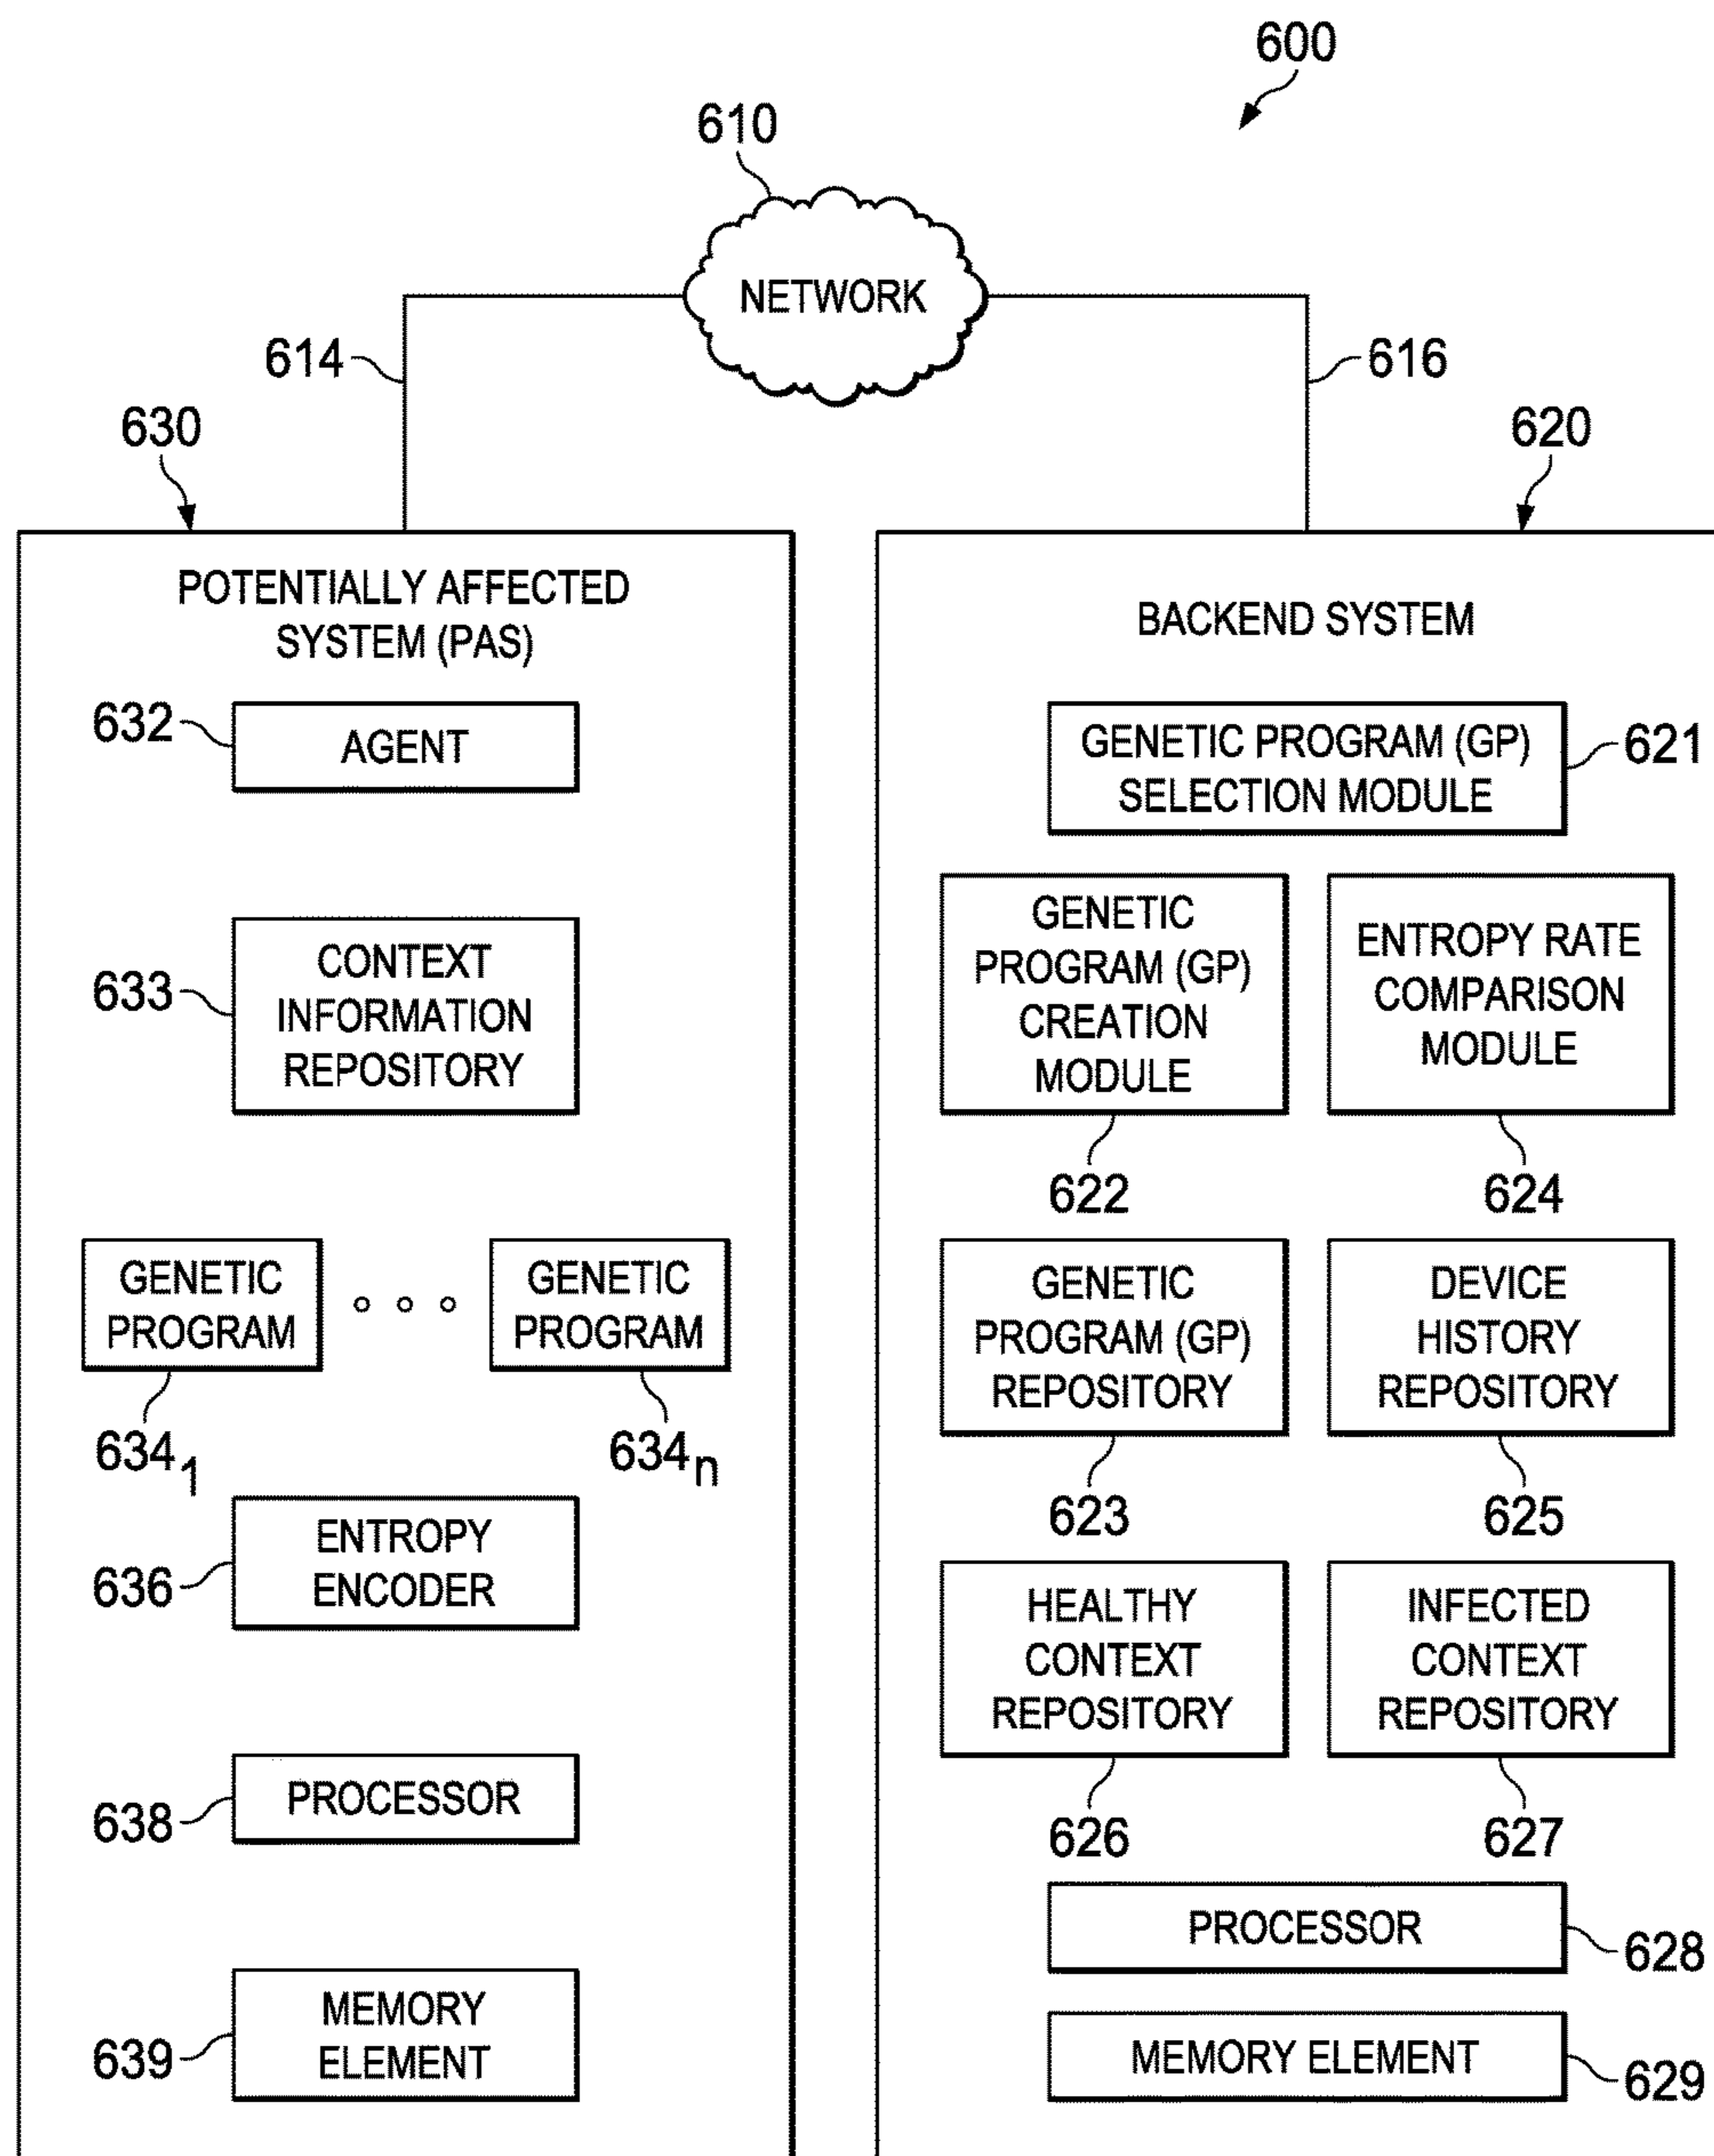 600
610
NETWORK
614
616
630
620
POTENTIALLY AFFECTED
SYSTEM (PAS)
632
AGENT
633
CONTEXT
INFORMATION
REPOSITORY
GENETIC
PROGRAM
GENETIC
PROGRAM
634₁
634ₙ
636
ENTROPY
ENCODER
638
PROCESSOR
639
MEMORY
ELEMENT
BACKEND SYSTEM
GENETIC PROGRAM (GP)
SELECTION MODULE
621
GENETIC
PROGRAM (GP)
CREATION
MODULE
622
ENTROPY RATE
COMPARISON
MODULE
624
GENETIC
PROGRAM (GP)
REPOSITORY
623
DEVICE
HISTORY
REPOSITORY
625
HEALTHY
CONTEXT
REPOSITORY
626
INFECTED
CONTEXT
REPOSITORY
627
PROCESSOR
628
MEMORY ELEMENT
629